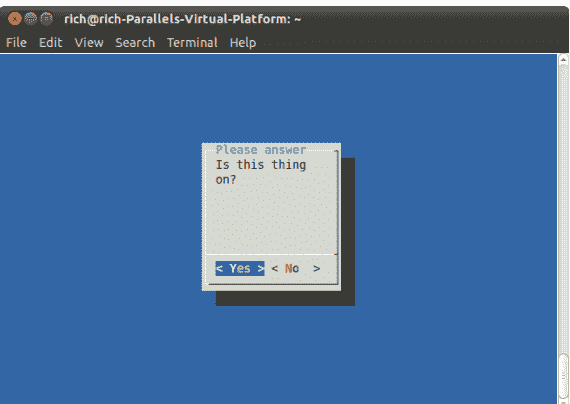 rich@rich-Parallels-Virtual-Platform: ~
File Edit View Search Terminal Help
Please answer
Is this thing
on?
< Yes > < No >